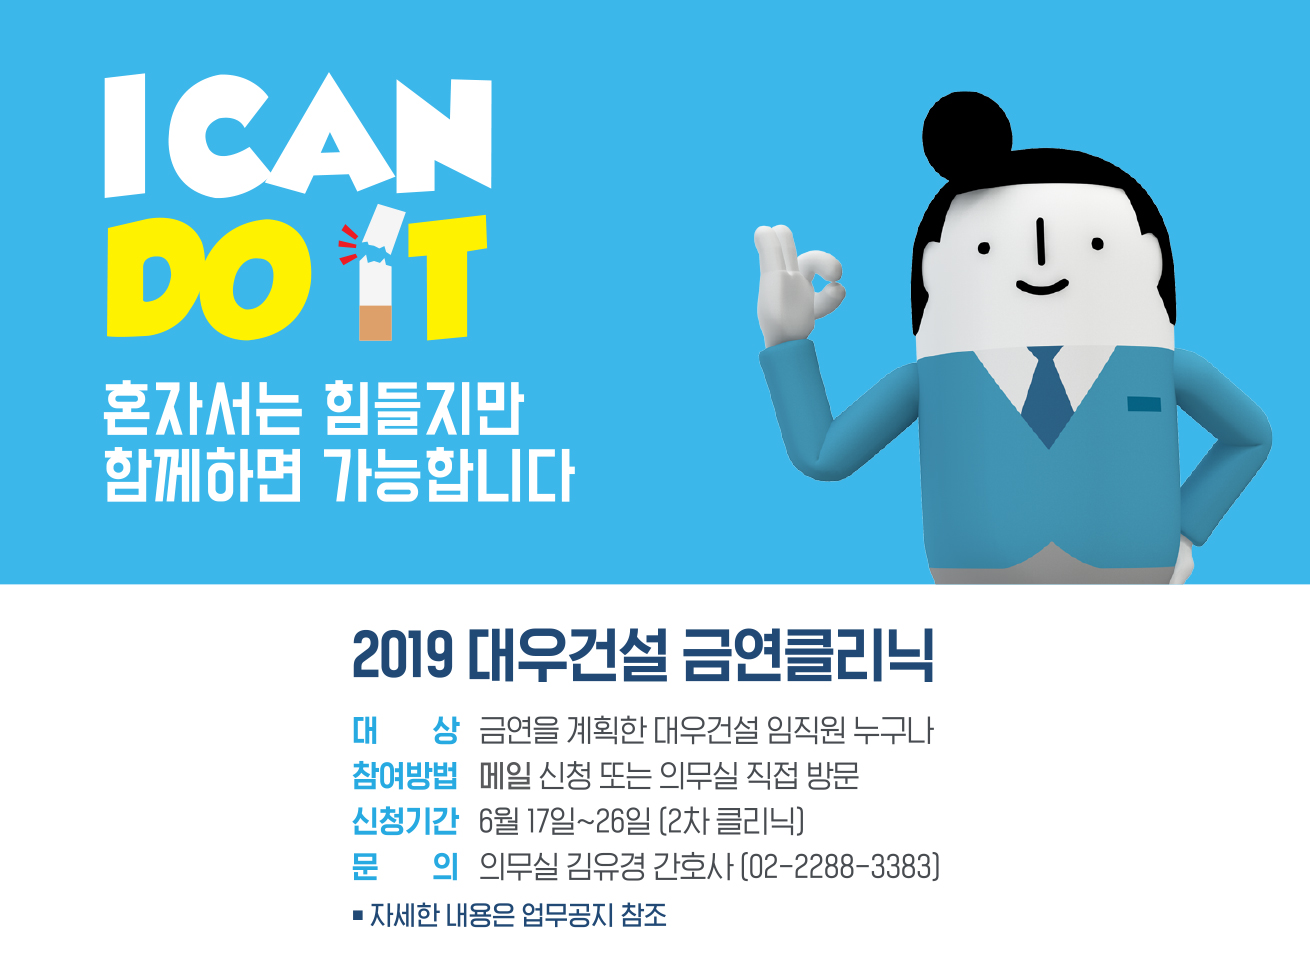 I CAN
DO IT
혼자서는 힘들지만
함께하면 가능합니다
2019 대우건설 금연클리닉
대 상 금연을 계획한 대우건설 임직원 누구나
참여방법 메일 신청 또는 의무실 직접 방문
신청기간 6월 17일~26일 (2차 클리닉)
문 의 의무실 김유경 간호사 (02-2288-3383)
▪ 자세한 내용은 업무공지 참조